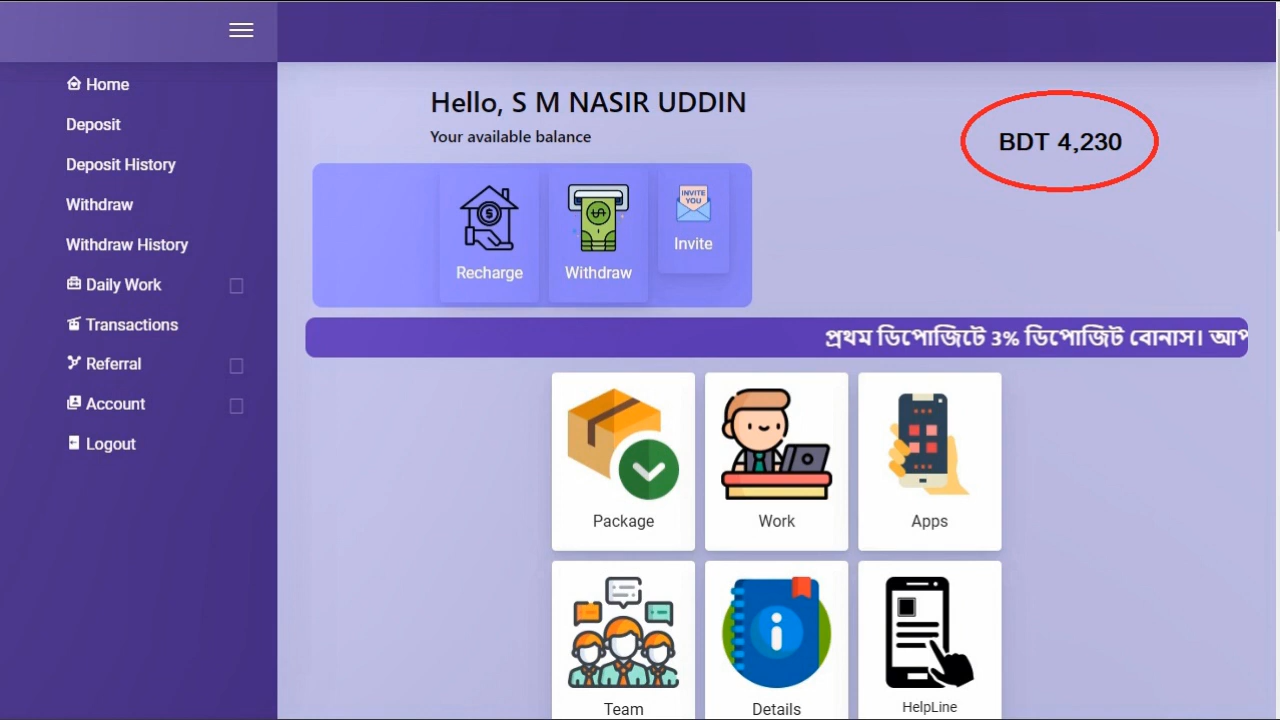 Home
Deposit
Deposit History
Withdraw
Withdraw History
Daily Work
Transactions
Referral
Account
Logout
Hello, S M NASIR UDDIN
Your available balance
BDT 4,230
Recharge
Withdraw
INVITE
YOU
Invite
প্রথম ডিপোজিটে 3% ডিপোজিট বোনাস। আপ
Package
Work
Apps
Team
Details
HelpLine